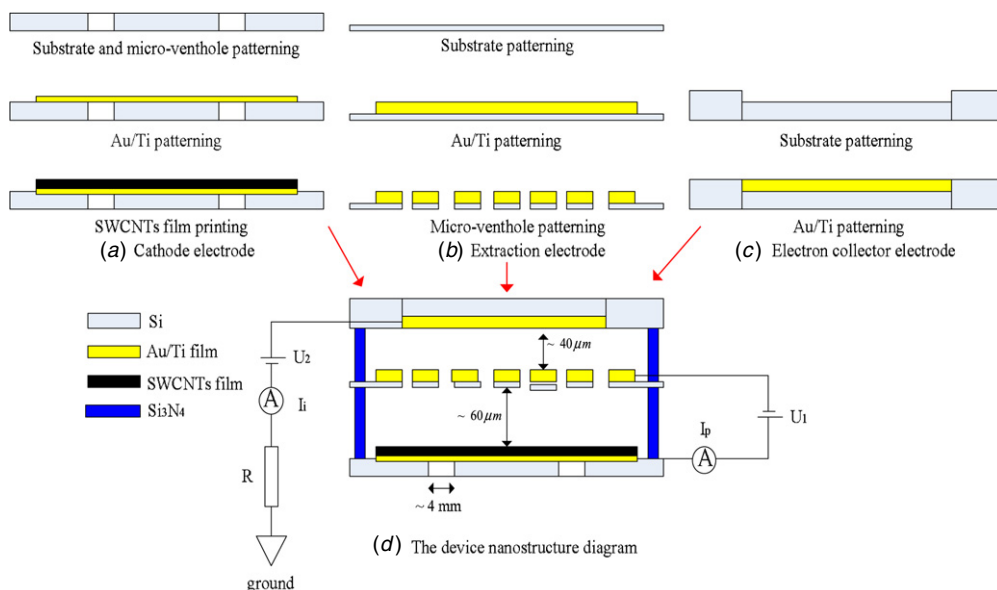 Substrate and micro-venthole patterning
Substrate patterning
Au/Ti patterning
Au/Ti patterning
Substrate patterning
SWCNTs film printing
(a) Cathode electrode
Micro-venthole patterning
(b) Extraction electrode
Au/Ti patterning
(c) Electron collector electrode
Si
Au/Ti film
SWCNTs film
Si3N4
U2
A
Ii
R
ground
~ 40μm
~ 60μm
~ 4 mm
Ip
A
U1
(d) The device nanostructure diagram